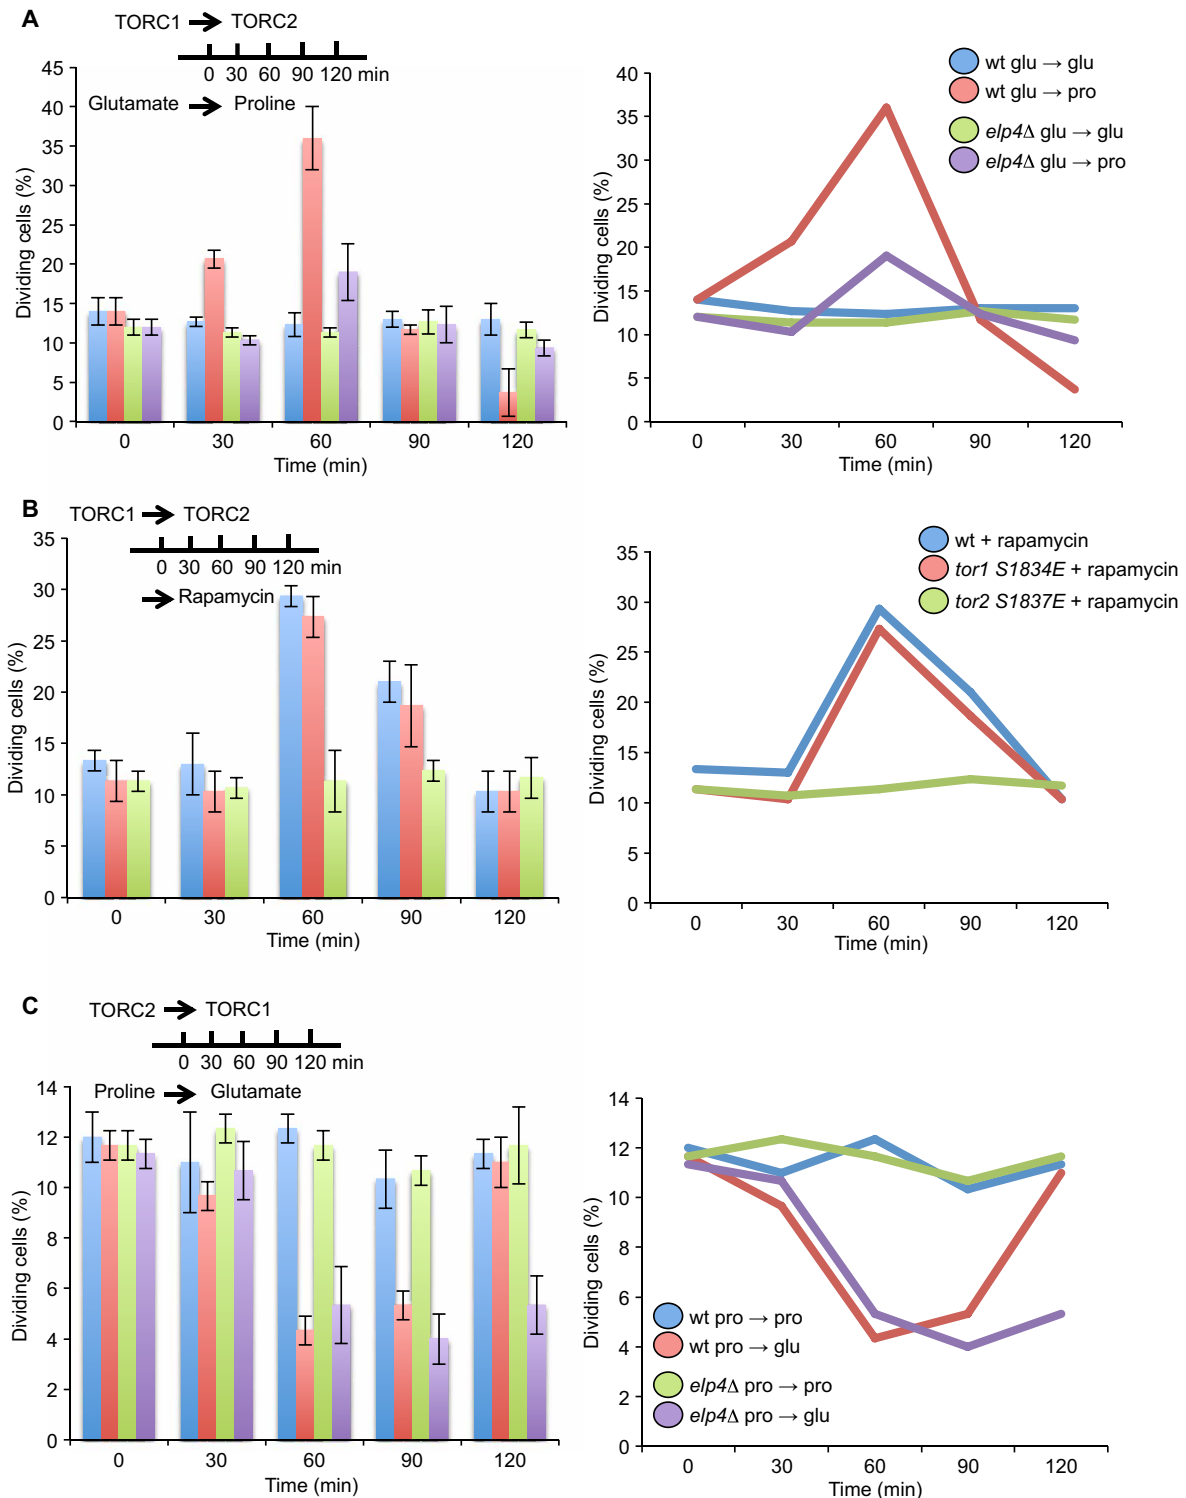 A
TORC1 → TORC2
0 30 60 90 120 min
Glutamate → Proline
Dividing cells (%)
45
40
35
30
25
20
15
10
5
0
0 30 60 90 120
Time (min)
wt glu → glu
wt glu → pro
elp4Δ glu → glu
elp4Δ glu → pro
Dividing cells (%)
40
35
30
25
20
15
10
5
0
0 30 60 90 120
Time (min)
B
TORC1 → TORC2
0 30 60 90 120 min
→ Rapamycin
Dividing cells (%)
35
30
25
20
15
10
5
0
0 30 60 90 120
Time (min)
wt + rapamycin
tor1 S1834E + rapamycin
tor2 S1837E + rapamycin
Dividing cells (%)
35
30
25
20
15
10
5
0
0 30 60 90 120
Time (min)
C
TORC2 → TORC1
0 30 60 90 120 min
Proline → Glutamate
Dividing cells (%)
14
12
10
8
6
4
2
0
0 30 60 90 120
Time (min)
Dividing cells (%)
14
12
10
8
6
4
2
0
wt pro → pro
wt pro → glu
elp4Δ pro → pro
elp4Δ pro → glu
0 30 60 90 120
Time (min)